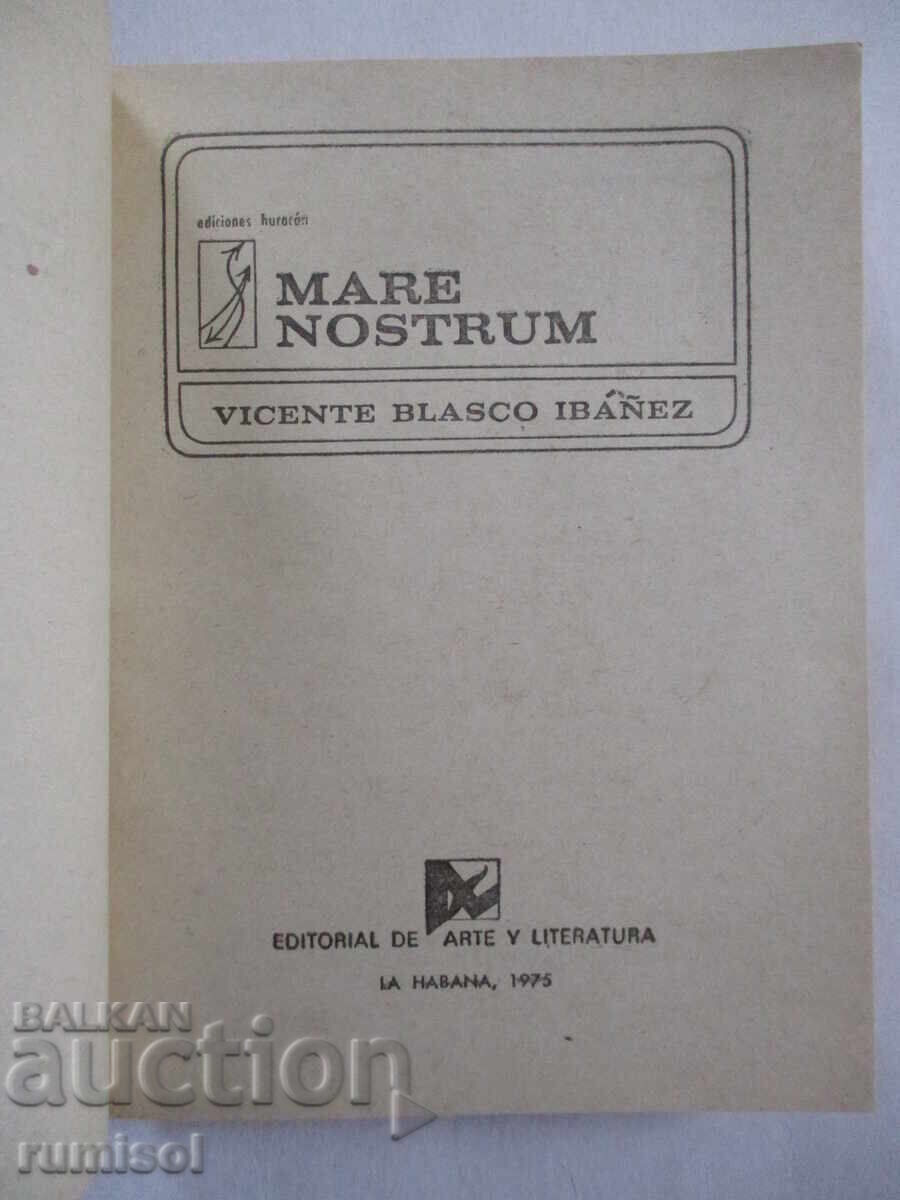 ediciones huracán
MARE
NOSTRUM
VICENTE BLASCO IBÁÑEZ
EDITORIAL DE ARTE Y LITERATURA
LA HABANA, 1975
BALKAN
auction
rumisol